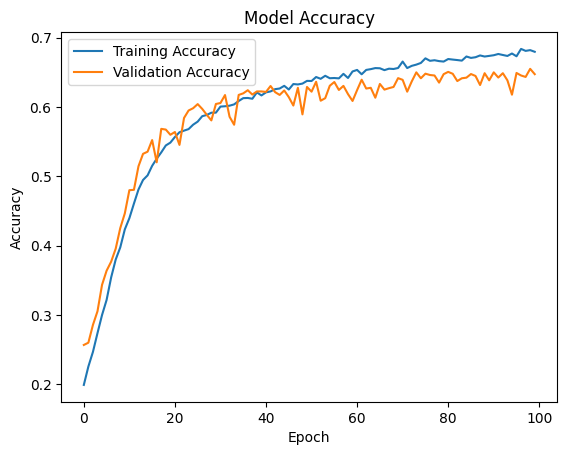 Model Accuracy
Training Accuracy
Validation Accuracy
0.7
0.6
0.5
0.4
0.3
0.2
Accuracy
0 20 40 60 80 100
Epoch